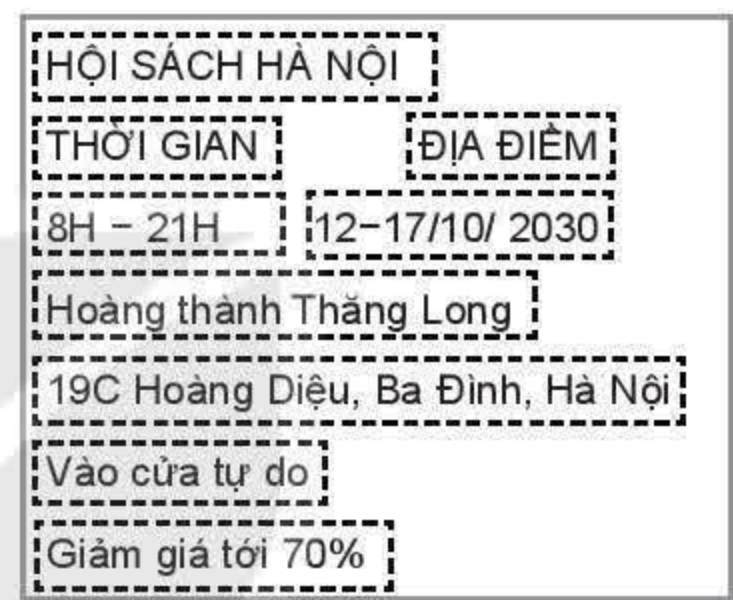 HỘI SÁCH HÀ NỘI
THỜI GIAN ĐỊA ĐIỂM
8H – 21H 12–17/10/ 2030
Hoàng thành Thăng Long
19C Hoàng Diệu, Ba Đình, Hà Nội
Vào cửa tự do
Giảm giá tới 70%